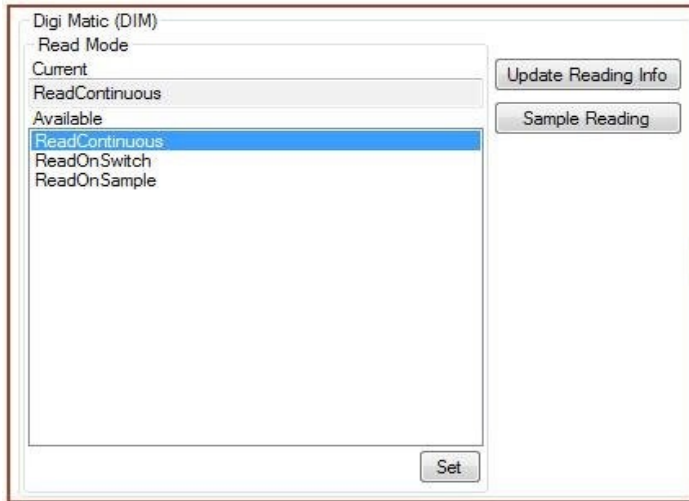 Digi Matic (DIM)
Read Mode
Current
ReadContinuous
Available
ReadContinuous
ReadOnSwitch
ReadOnSample
Set
Update Reading Info
Sample Reading